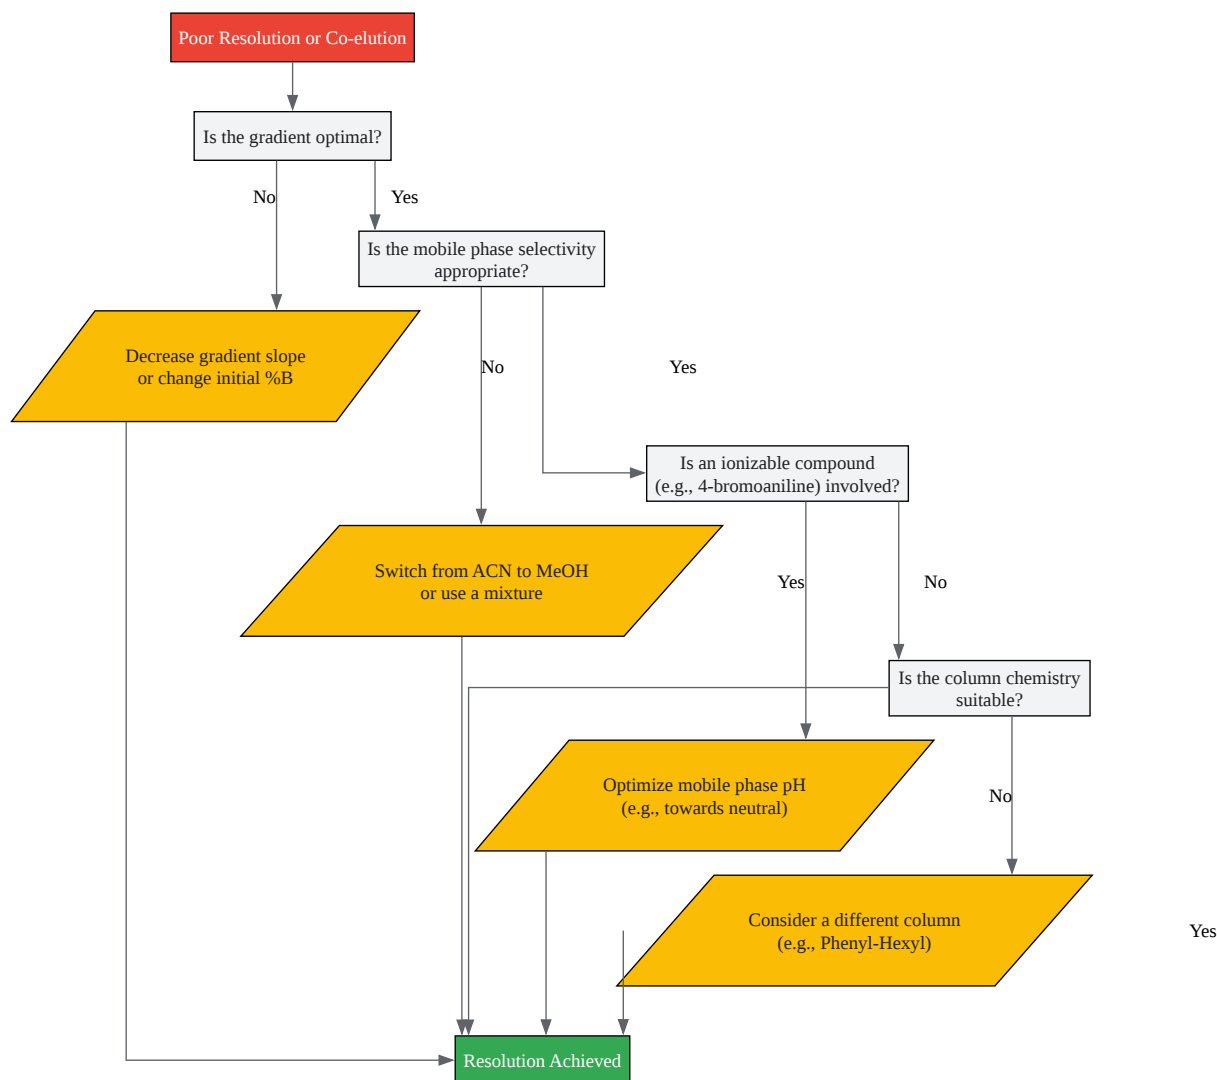 Poor Resolution or Co-elution
Is the gradient optimal?
No
Yes
Is the mobile phase selectivity
appropriate?
Decrease gradient slope
or change initial %B
No
Yes
Is an ionizable compound
(e.g., 4-bromoaniline) involved?
Switch from ACN to MeOH
or use a mixture
Yes
No
Is the column chemistry
suitable?
Optimize mobile phase pH
(e.g., towards neutral)
No
Consider a different column
(e.g., Phenyl-Hexyl)
Yes
Resolution Achieved